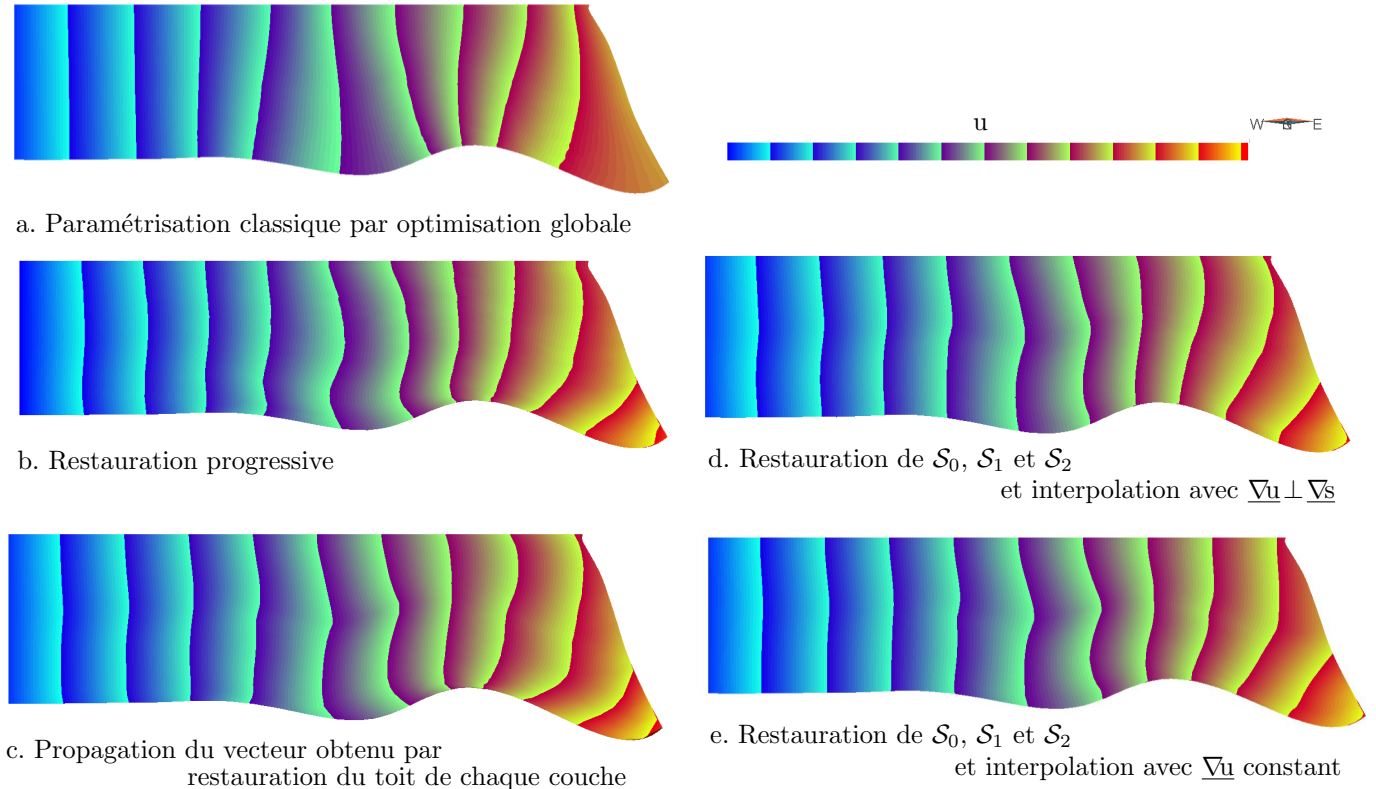 u
W E
a. Paramétrisation classique par optimisation globale
b. Restauration progressive
d. Restauration de 𝒮₀, 𝒮₁ et 𝒮₂
et interpolation avec ∇u⊥∇s
c. Propagation du vecteur obtenu par
restauration du toit de chaque couche
e. Restauration de 𝒮₀, 𝒮₁ et 𝒮₂
et interpolation avec ∇u constant